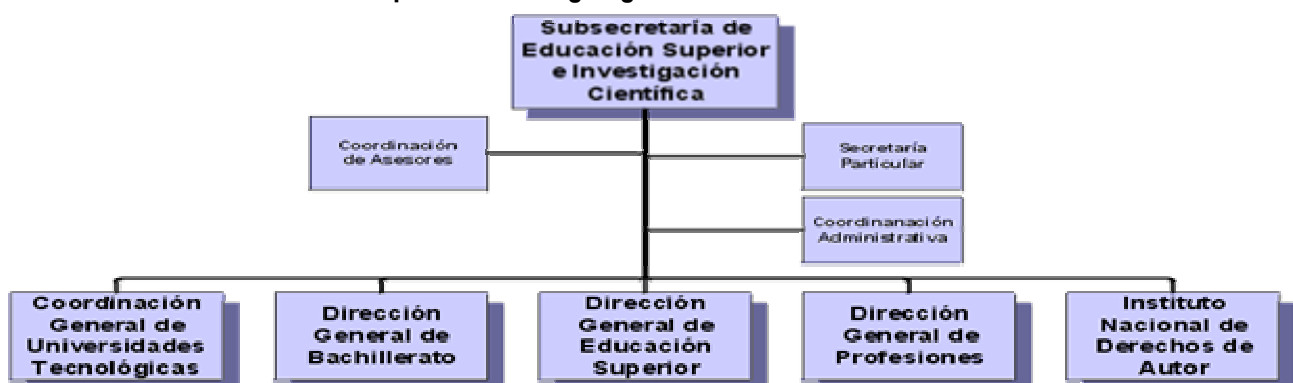 Subsecretaría de
Educación Superior
e Investigación
Científica
Coordinación
de Asesores
Secretaría
Particular
Coordinanación
Administrativa
Coordinación
General de
Universidades
Tecnológicas
Dirección
General de
Bachillerato
Dirección
General de
Educación
Superior
Dirección
General de
Profesiones
Instituto
Nacional de
Derechos de
Autor